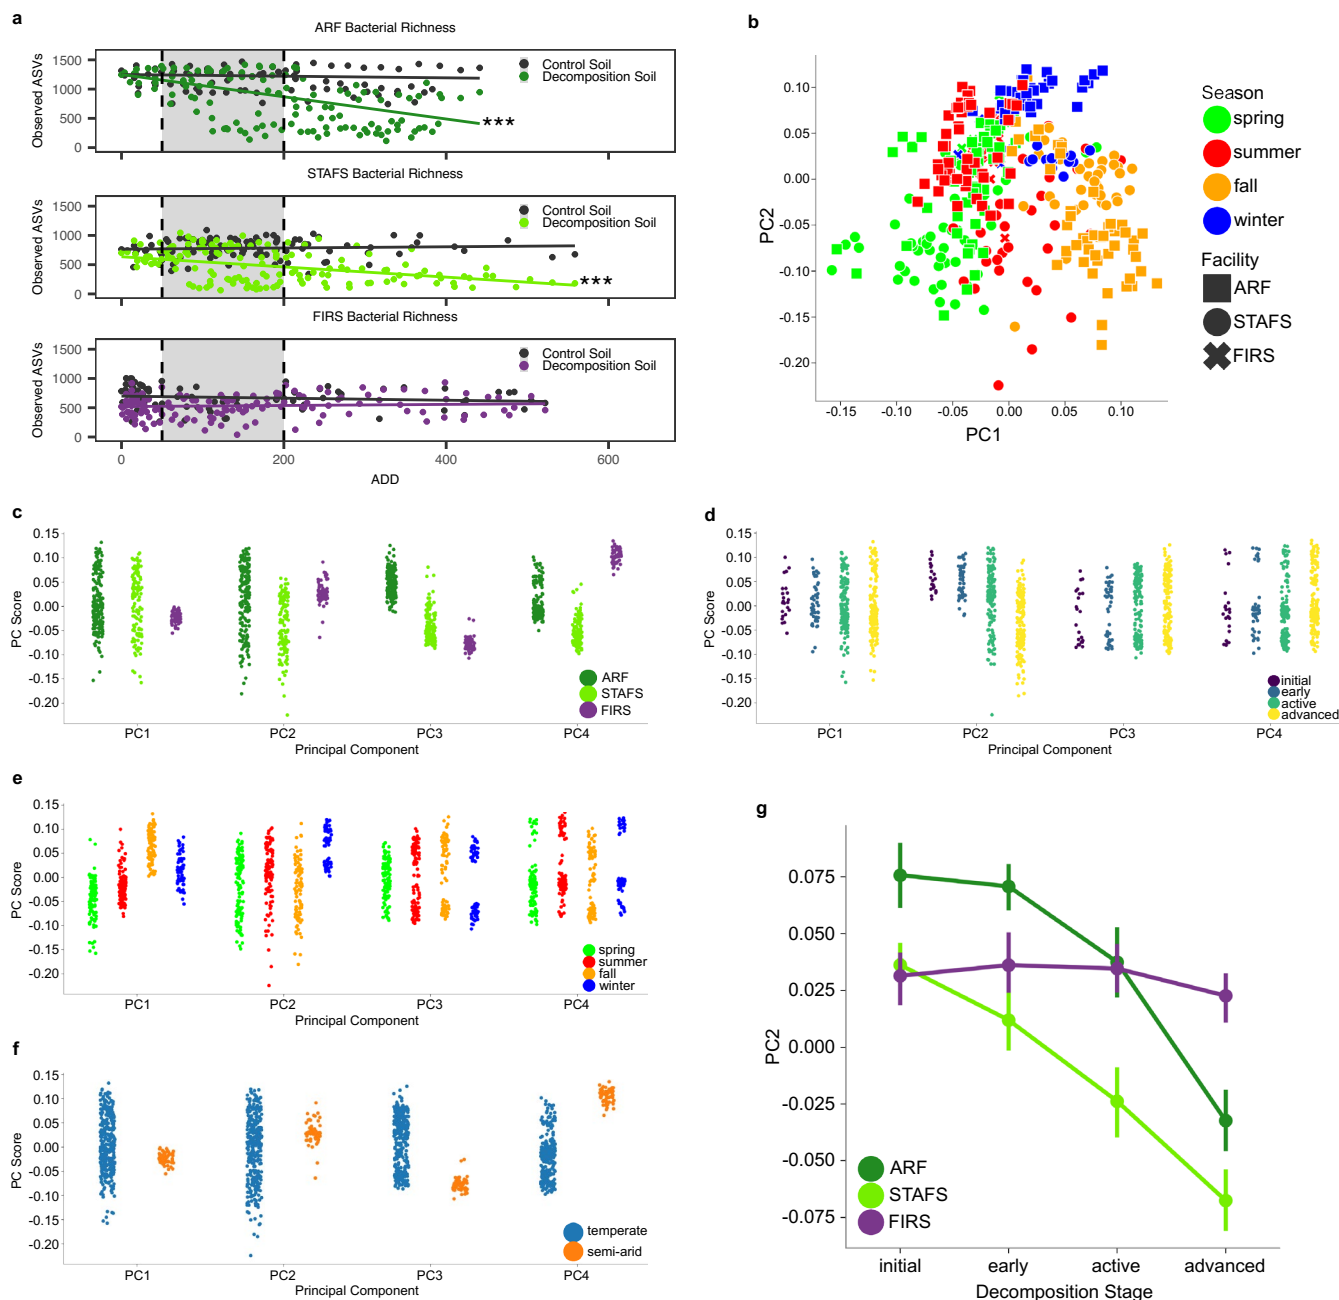 a
ARF Bacterial Richness
Observed ASVs
1500
1000
500
0
Control Soil
Decomposition Soil
***
STAFS Bacterial Richness
Observed ASVs
1500
1000
500
0
Control Soil
Decomposition Soil
***
FIRS Bacterial Richness
Observed ASVs
1500
1000
500
0
Control Soil
Decomposition Soil
0 200 400 600
ADD
b
PC2
0.10
0.05
0.00
-0.05
-0.10
-0.15
-0.20
-0.15 -0.10 -0.05 0.00 0.05 0.10
PC1
Season
spring
summer
fall
winter
Facility
ARF
STAFS
FIRS
c
PC Score
0.15
0.10
0.05
0.00
-0.05
-0.10
-0.15
-0.20
ARF
STAFS
FIRS
PC1 PC2 PC3 PC4
Principal Component
d
PC Score
0.15
0.10
0.05
0.00
-0.05
-0.10
-0.15
-0.20
initial
early
active
advanced
PC1 PC2 PC3 PC4
Principal Component
e
PC Score
0.15
0.10
0.05
0.00
-0.05
-0.10
-0.15
-0.20
spring
summer
fall
winter
PC1 PC2 PC3 PC4
Principal Component
f
PC Score
0.15
0.10
0.05
0.00
-0.05
-0.10
-0.15
-0.20
temperate
semi-arid
PC1 PC2 PC3 PC4
Principal Component
g
PC2
0.075
0.050
0.025
0.000
-0.025
-0.050
-0.075
ARF
STAFS
FIRS
initial early active advanced
Decomposition Stage